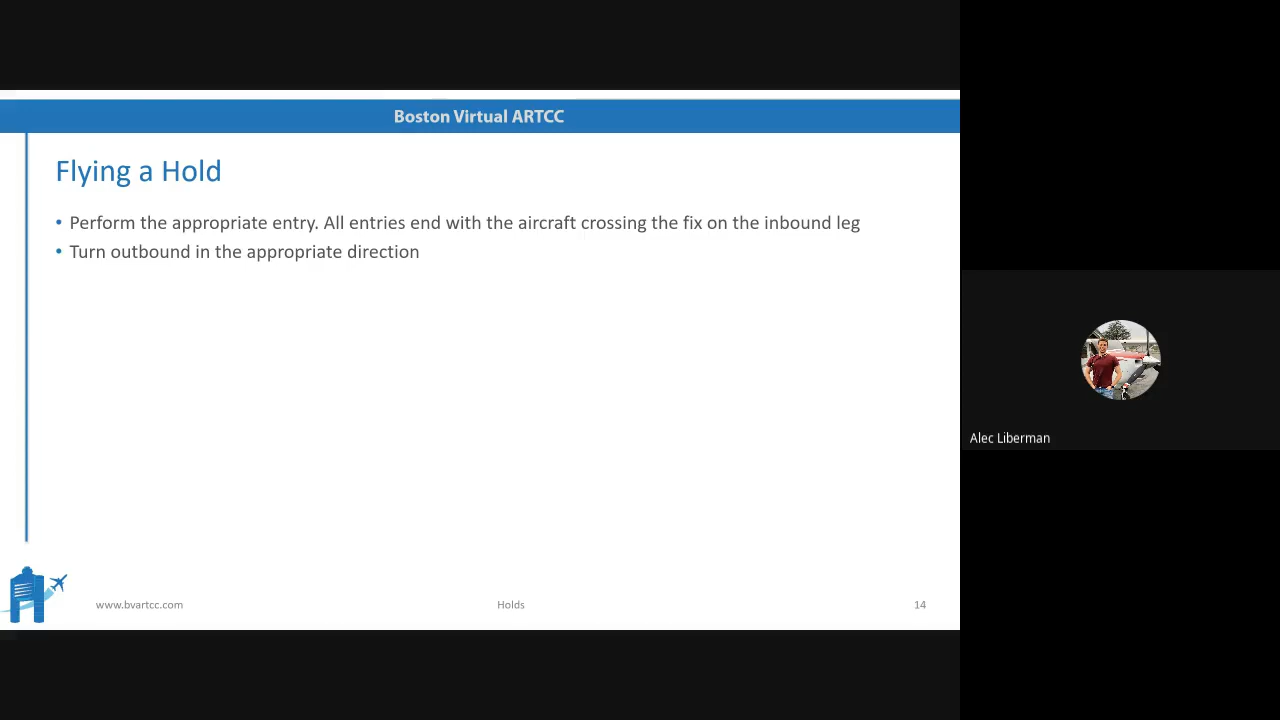 Boston Virtual ARTCC
Flying a Hold
• Perform the appropriate entry. All entries end with the aircraft crossing the fix on the inbound leg
• Turn outbound in the appropriate direction
Alec Liberman
www.bvartcc.com
Holds
14